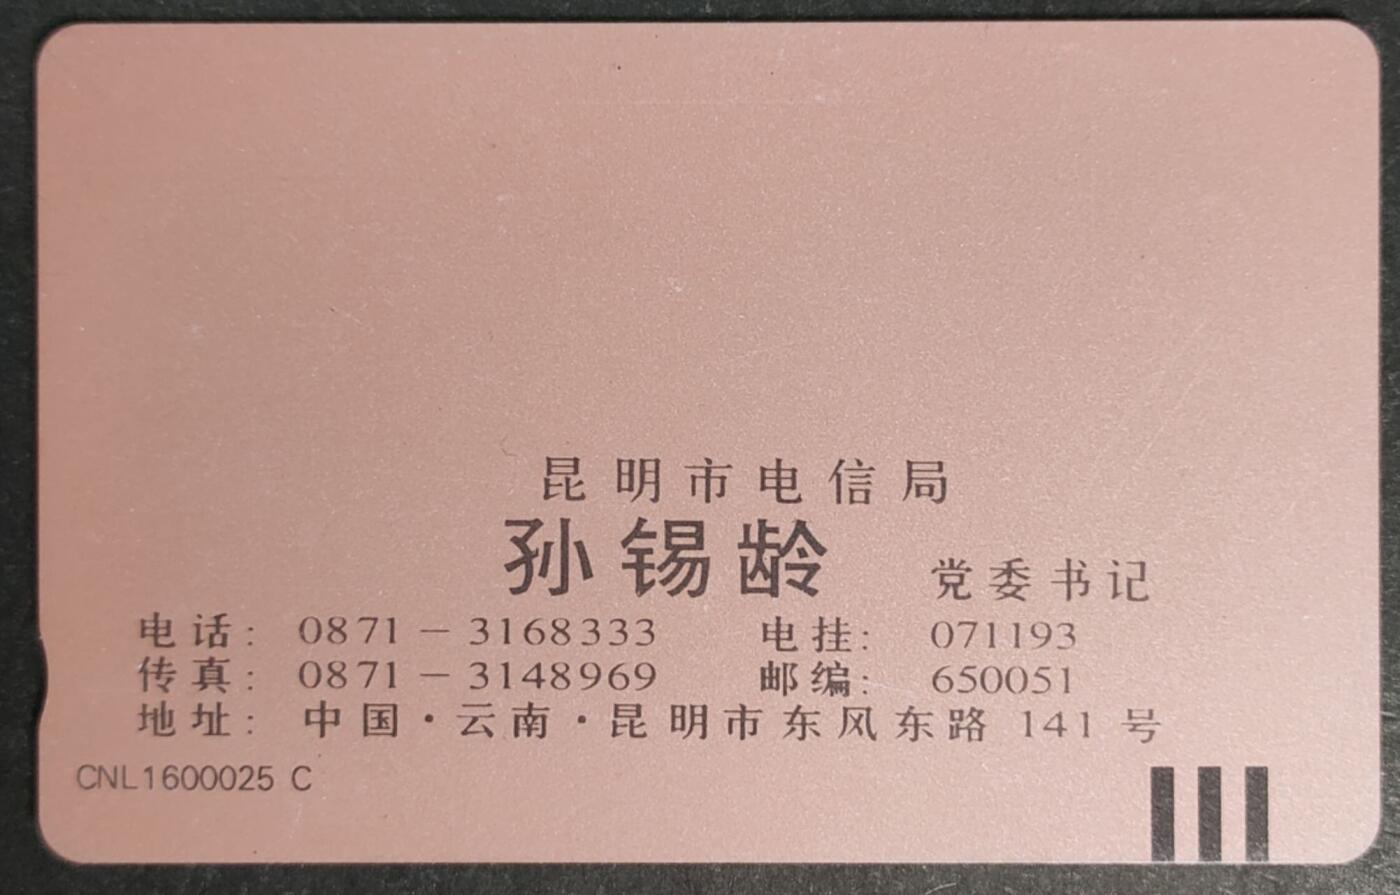 昆明市电信局
孙锡龄 党委书记
电话: 0871-3168333 电挂: 071193
传真: 0871-3148969 邮编: 650051
地址: 中国·云南·昆明市东风东路 141 号
CNL1600025 C